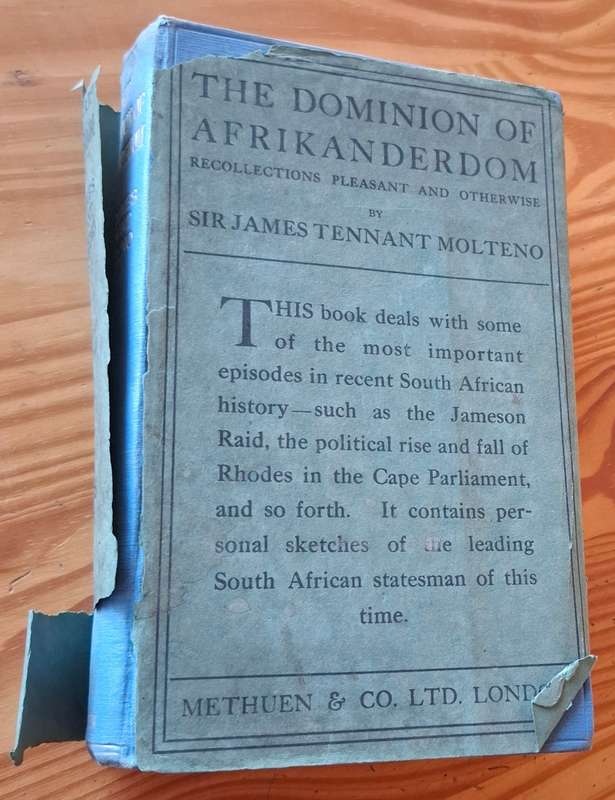 THE DOMINION OF
AFRIKANDERDOM
RECOLLECTIONS PLEASANT AND OTHERWISE
BY
SIR JAMES TENNANT MOLTENO
THIS book deals with some
of the most important
episodes in recent South African
history—such as the Jameson
Raid, the political rise and fall of
Rhodes in the Cape Parliament,
and so forth. It contains per-
sonal sketches of the leading
South African statesman of this
time.
METHUEN & CO. LTD. LOND